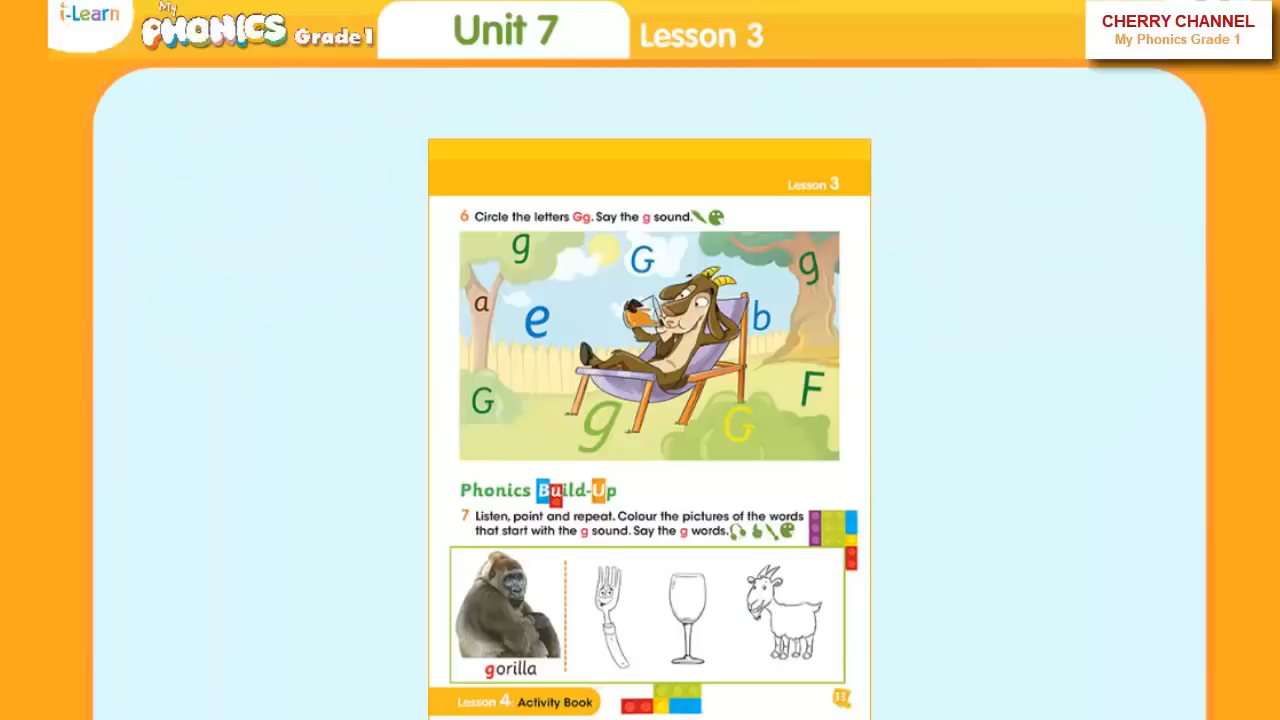 i-Learn
My
PHONICS Grade 1
Unit 7
Lesson 3
CHERRY CHANNEL
My Phonics Grade 1
Lesson 3
6 Circle the letters Gg. Say the g sound.
g
G
g
a
e
b
G
g
G
F
Phonics Build-Up
7 Listen, point and repeat. Colour the pictures of the words
that start with the g sound. Say the g words.
gorilla
Lesson 4: Activity Book
33